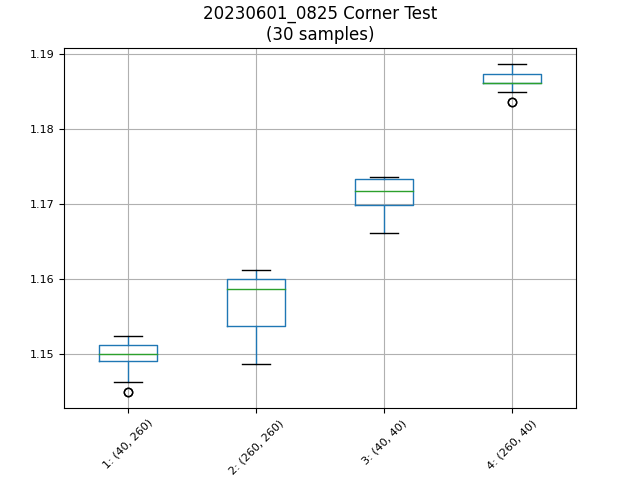 20230601_0825 Corner Test
(30 samples)
1.19
1.18
1.17
1.16
1.15
1: (40, 260)
2: (260, 260)
3: (40, 40)
4: (260, 40)